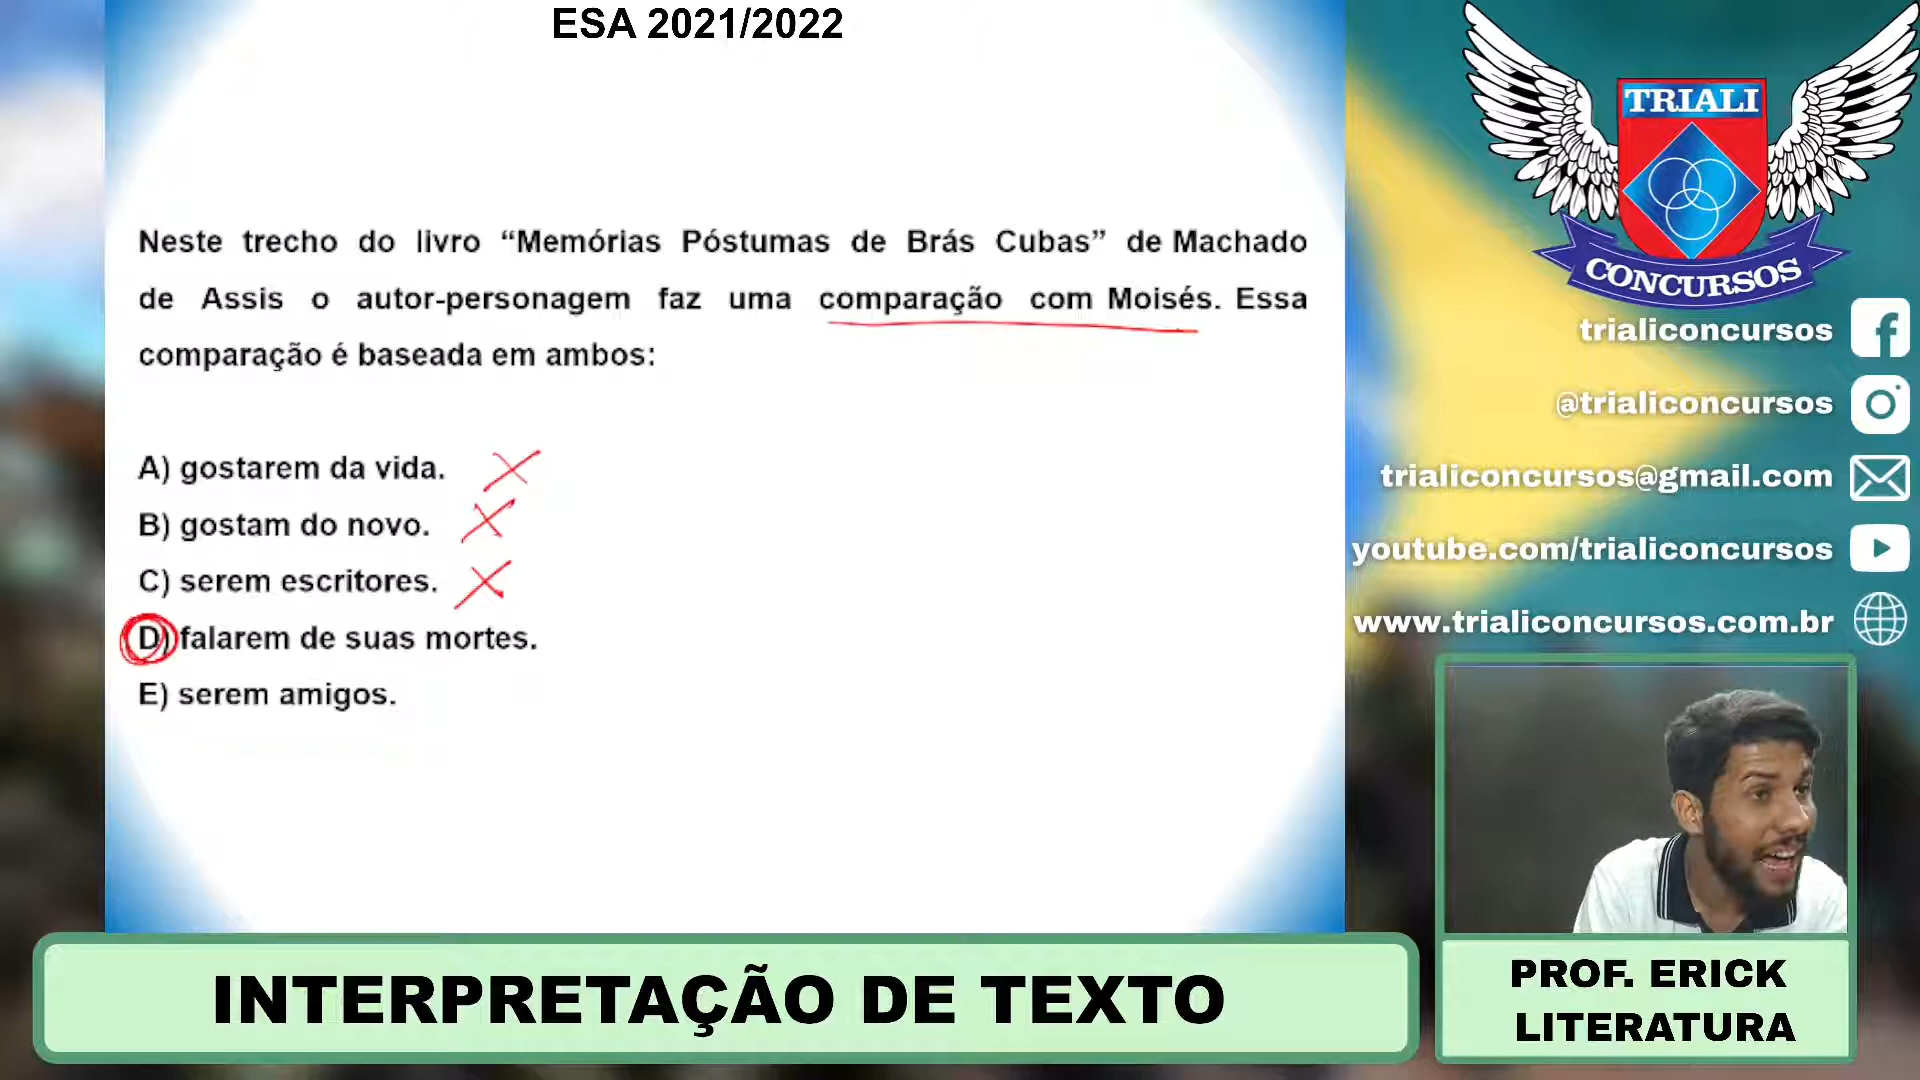 ESA 2021/2022
Neste trecho do livro “Memórias Póstumas de Brás Cubas” de Machado
de Assis o autor-personagem faz uma comparação com Moisés. Essa
comparação é baseada em ambos:
A) gostarem da vida.
B) gostam do novo.
C) serem escritores.
D) falarem de suas mortes.
E) serem amigos.
TRIALI
CONCURSOS
trialiconcursos
@trialiconcursos
trialiconcursos@gmail.com
youtube.com/trialiconcursos
www.trialiconcursos.com.br
INTERPRETAÇÃO DE TEXTO
PROF. ERICK
LITERATURA